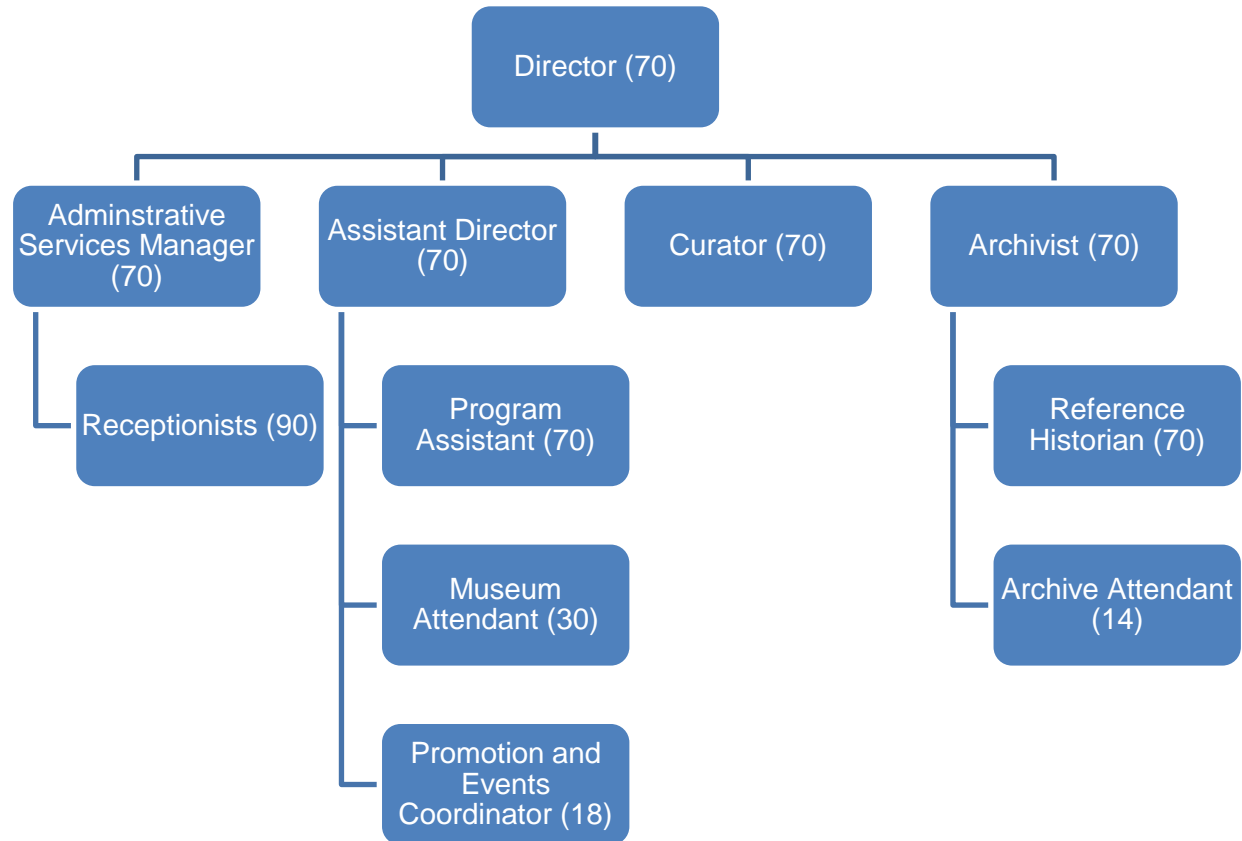 Director (70)
Adminstrative
Services Manager
(70)
Assistant Director
(70)
Curator (70)
Archivist (70)
Receptionists (90)
Program
Assistant (70)
Reference
Historian (70)
Museum
Attendant (30)
Archive Attendant
(14)
Promotion and
Events
Coordinator (18)